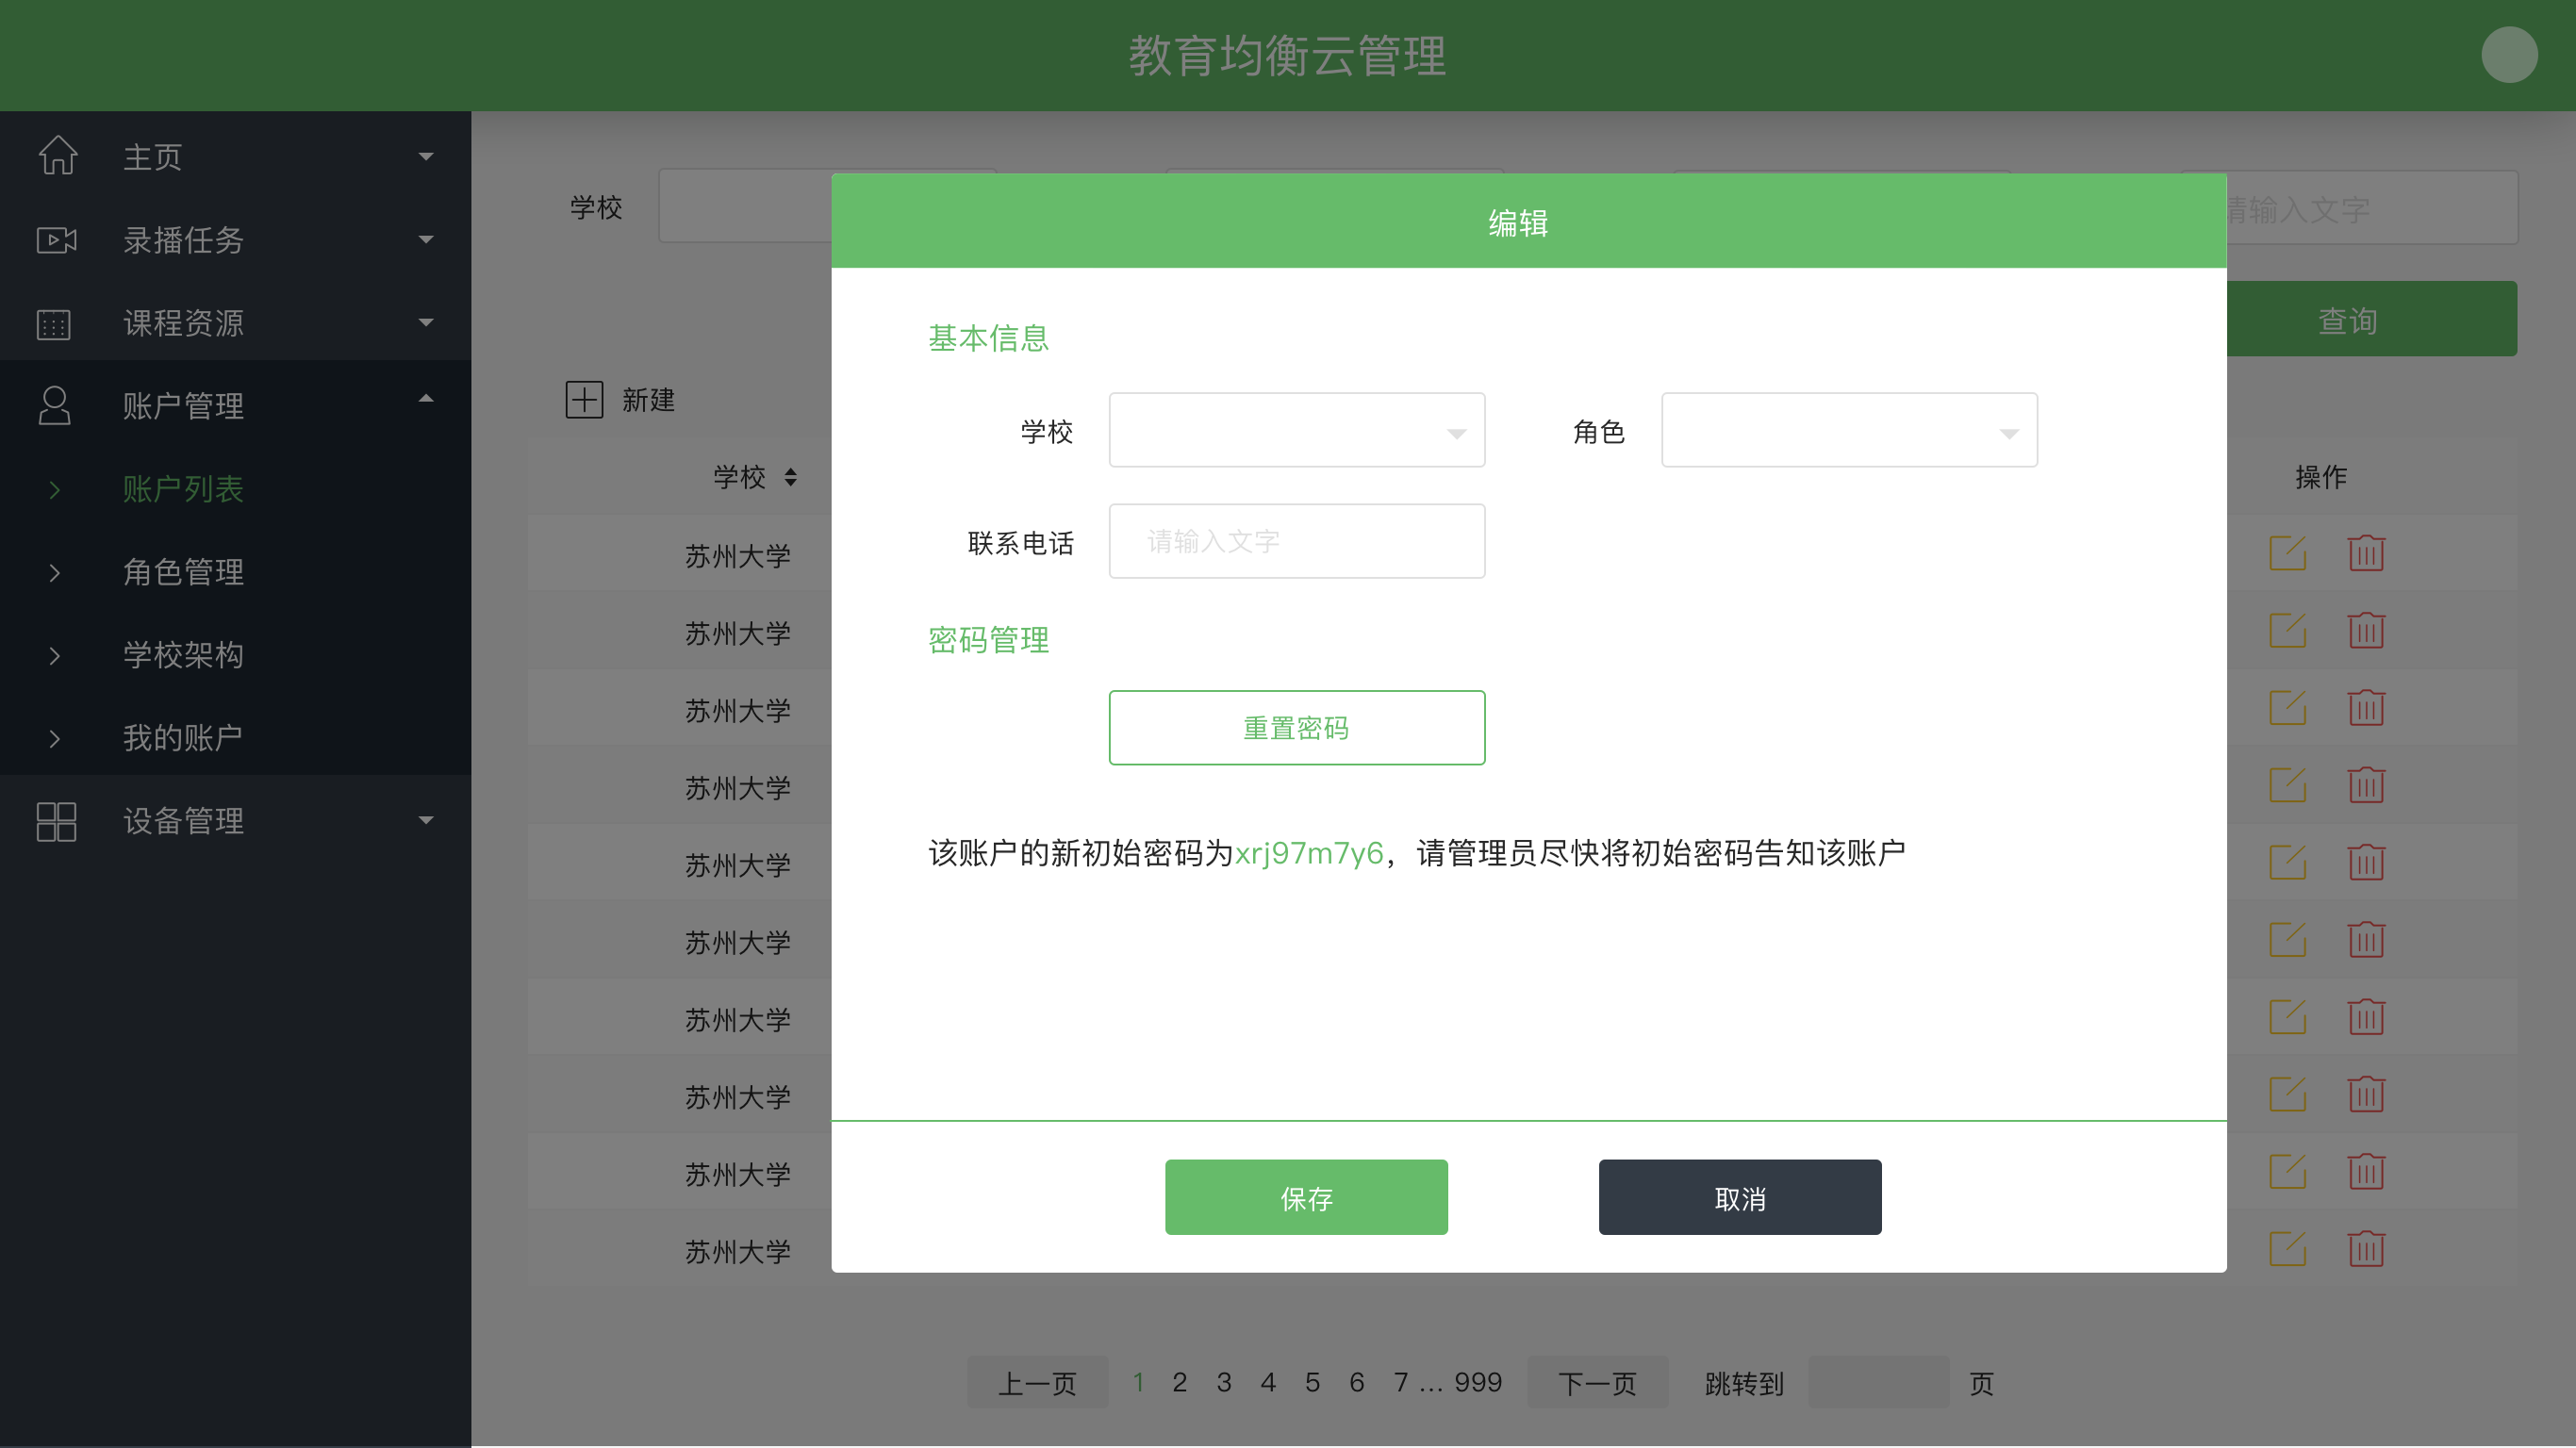 教育均衡云管理
主页
录播任务
课程资源
账户管理
账户列表
角色管理
学校架构
我的账户
设备管理
学校
请输入文字
查询
新建
学校
操作
苏州大学
苏州大学
苏州大学
苏州大学
苏州大学
苏州大学
苏州大学
苏州大学
苏州大学
苏州大学
编辑
基本信息
学校
角色
联系电话 请输入文字
密码管理
重置密码
该账户的新初始密码为xrj97m7y6，请管理员尽快将初始密码告知该账户
保存 取消
上一页 1 2 3 4 5 6 7 ... 999 下一页 跳转到 页